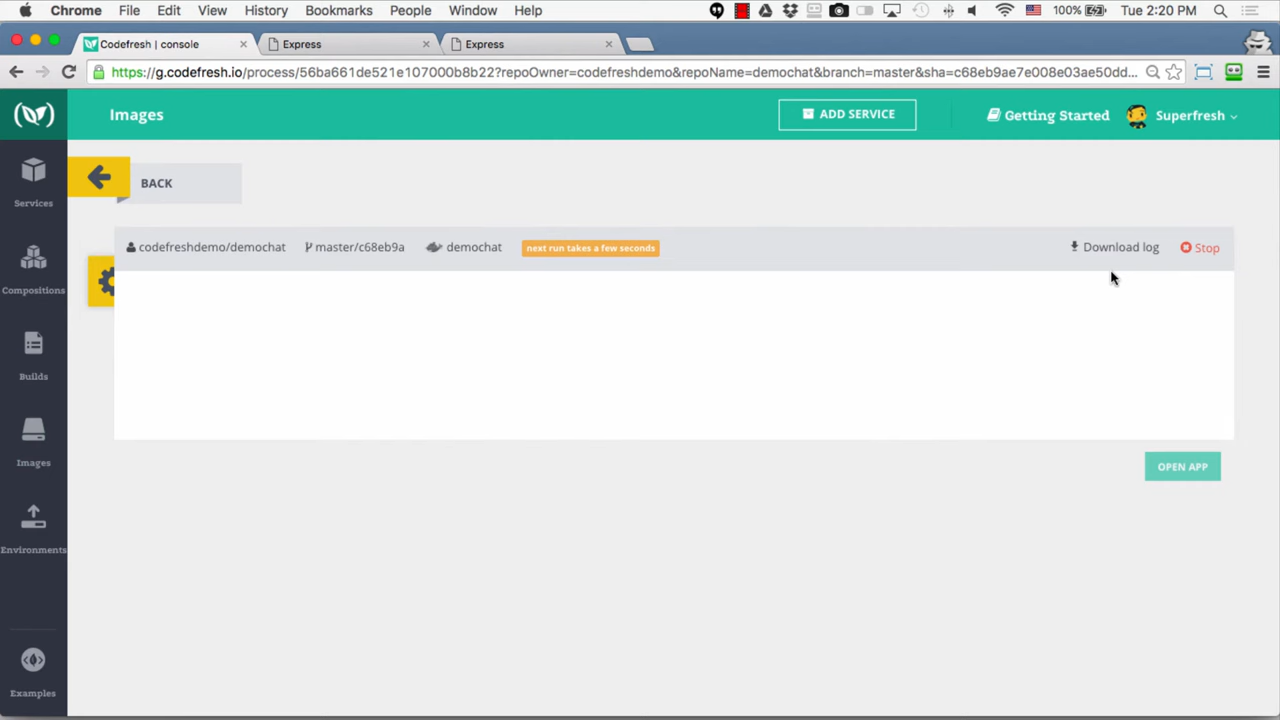 Chrome File Edit View History Bookmarks People Window Help 100% Tue 2:20 PM
Codefresh | console Express Express
https://g.codefresh.io/process/56ba661de521e107000b8b22?repoOwner=codefreshdemo&repoName=demochat&branch=master&sha=c68eb9ae7e008e03ae50dd...
Images ADD SERVICE Getting Started Superfresh
BACK
Services
codefreshdemo/demochat master/c68eb9a demochat next run takes a few seconds Download log Stop
Compositions
Builds
Images
OPEN APP
Environments
Examples